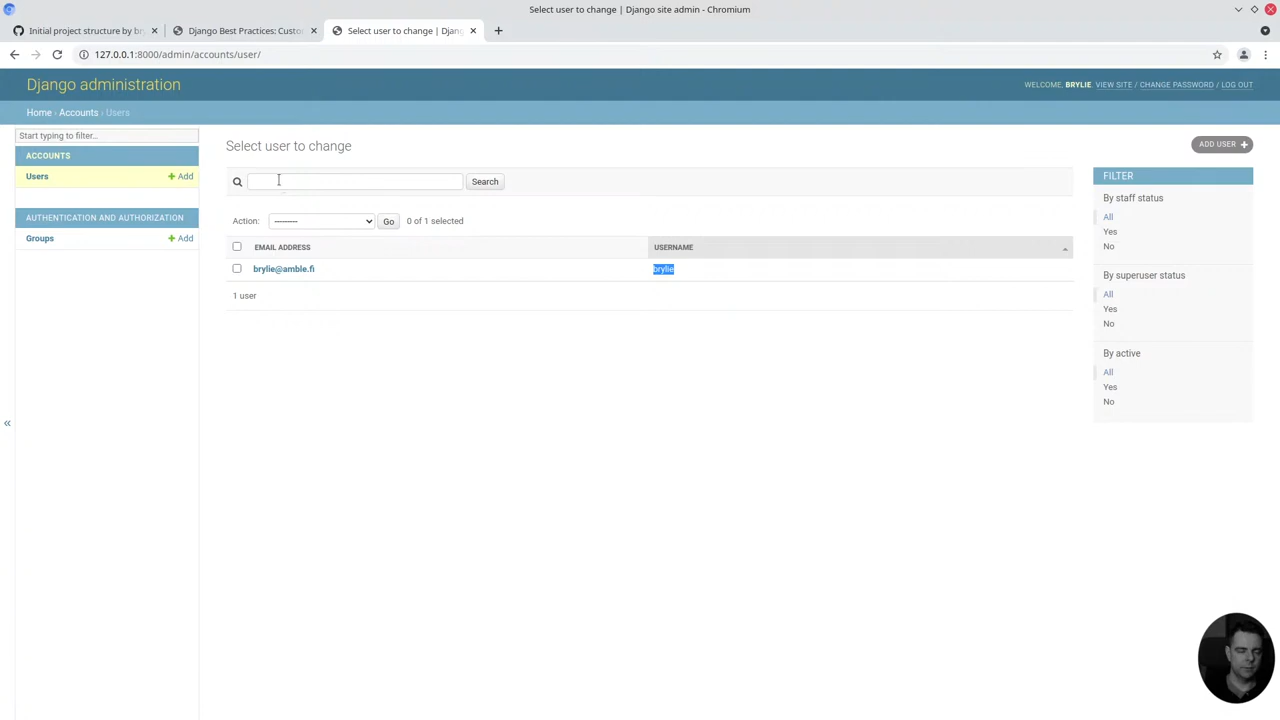 Select user to change | Django site admin - Chromium
Initial project structure by br
Django Best Practices: Custo
Select user to change | Djang
127.0.0.1:8000/admin/accounts/user/
Django administration
WELCOME, BRYLIE. VIEW SITE / CHANGE PASSWORD / LOG OUT
Home › Accounts › Users
Start typing to filter...
ACCOUNTS
Users
+ Add
AUTHENTICATION AND AUTHORIZATION
Groups
+ Add
«
Select user to change
ADD USER +
Search
Action:
---------
Go
0 of 1 selected
EMAIL ADDRESS
USERNAME
brylie@amble.fi
brylie
1 user
FILTER
By staff status
All
Yes
No
By superuser status
All
Yes
No
By active
All
Yes
No